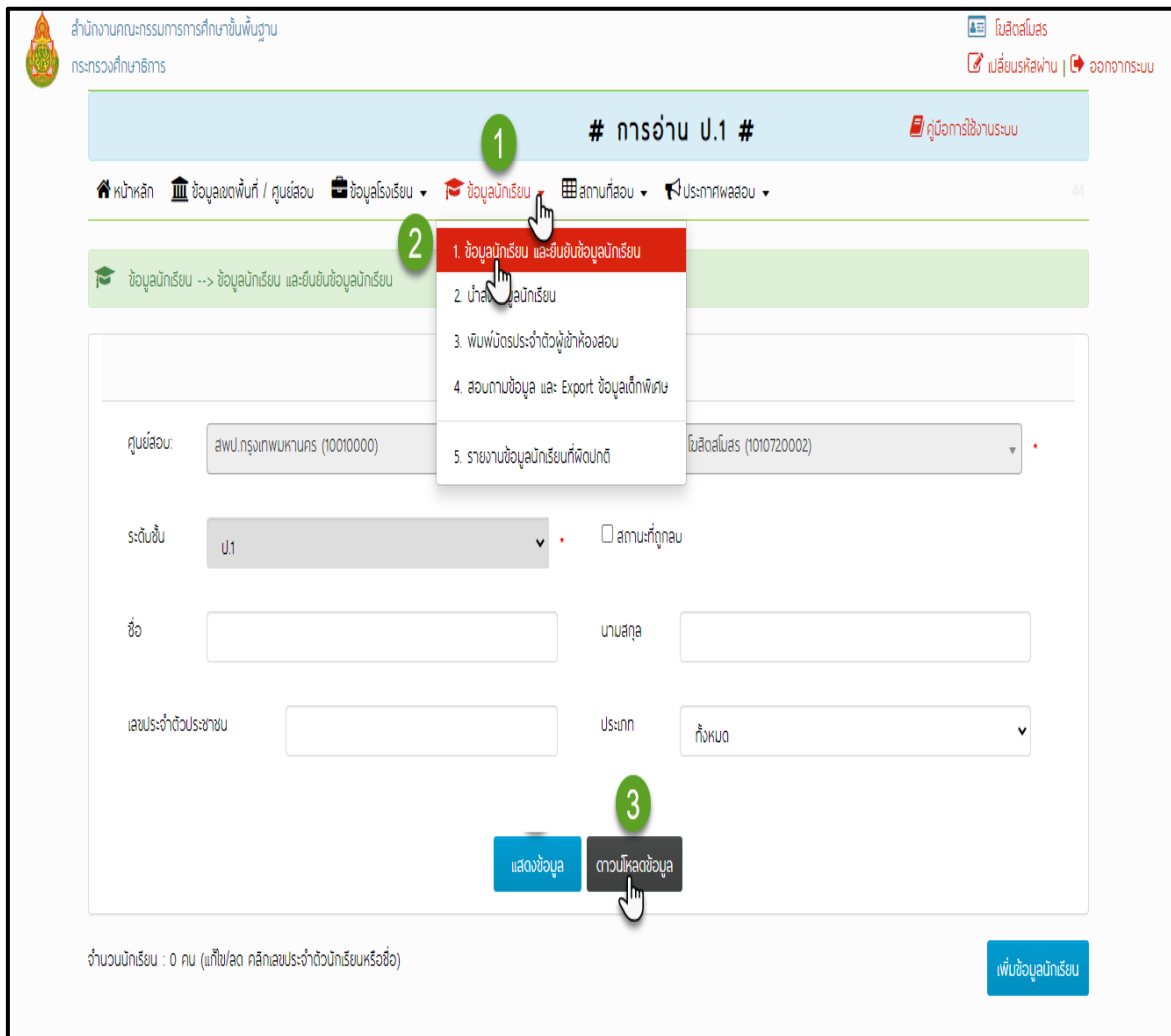 สำนักงานคณะกรรมการการศึกษาขั้นพื้นฐาน
กระทรวงศึกษาธิการ
โฆสิตสโมสร
เปลี่ยนรหัสผ่าน | ออกจากระบบ
# การอ่าน ป.1 #
คู่มือการใช้งานระบบ
1
หน้าหลัก ข้อมูลเขตพื้นที่ / ศูนย์สอบ ข้อมูลโรงเรียน ข้อมูลนักเรียน สถานที่สอบ ประกาศผลสอบ 44
2
1. ข้อมูลนักเรียน และยืนยันข้อมูลนักเรียน
ข้อมูลนักเรียน --> ข้อมูลนักเรียน และยืนยันข้อมูลนักเรียน
2. นำส่งข้อมูลนักเรียน
3. พิมพ์บัตรประจำตัวผู้เข้าห้องสอบ
4. สอบถามข้อมูล และ Export ข้อมูลเด็กพิเศษ
5. รายงานข้อมูลนักเรียนที่ผิดปกติ
ศูนย์สอบ: สพป.กรุงเทพมหานคร (10010000) โฆสิตสโมสร (1010720002) *
ระดับชั้น ป.1 * สถานะที่ถูกลบ
ชื่อ นามสกุล
เลขประจำตัวประชาชน ประเภท ทั้งหมด
3
แสดงข้อมูล ดาวน์โหลดข้อมูล
จำนวนนักเรียน : 0 คน (แก้ไข/ลด คลิกเลขประจำตัวนักเรียนหรือชื่อ)
เพิ่มข้อมูลนักเรียน